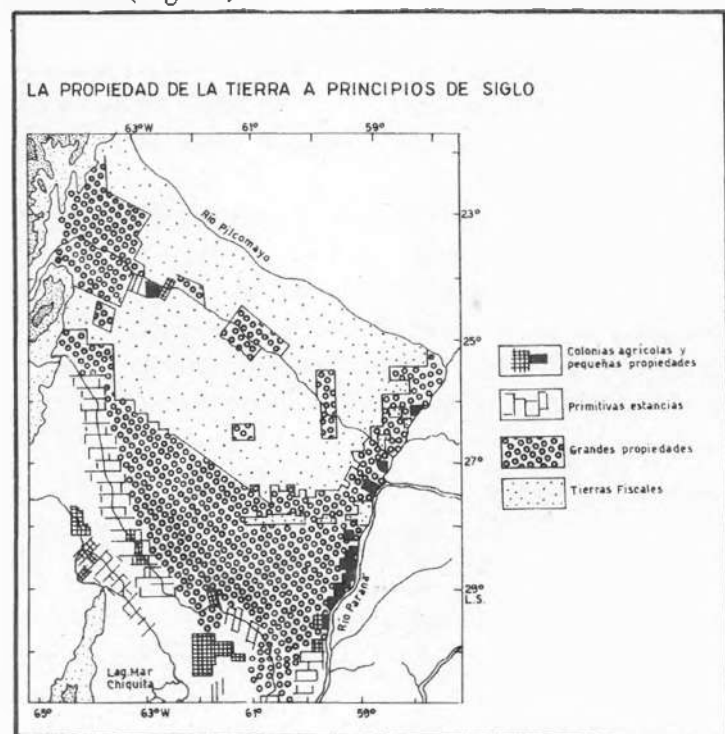 LA PROPIEDAD DE LA TIERRA A PRINCIPIOS DE SIGLO
63°W 61° 59°
Río Pilcomayo
23°
25°
27°
29°
L.S.
Río Paraná
Lag. Mar
Chiquita
65° 63°W 61° 59°
Colonias agrícolas y
pequeñas propiedades
Primitivas estancias
Grandes propiedades
Tierras Fiscales